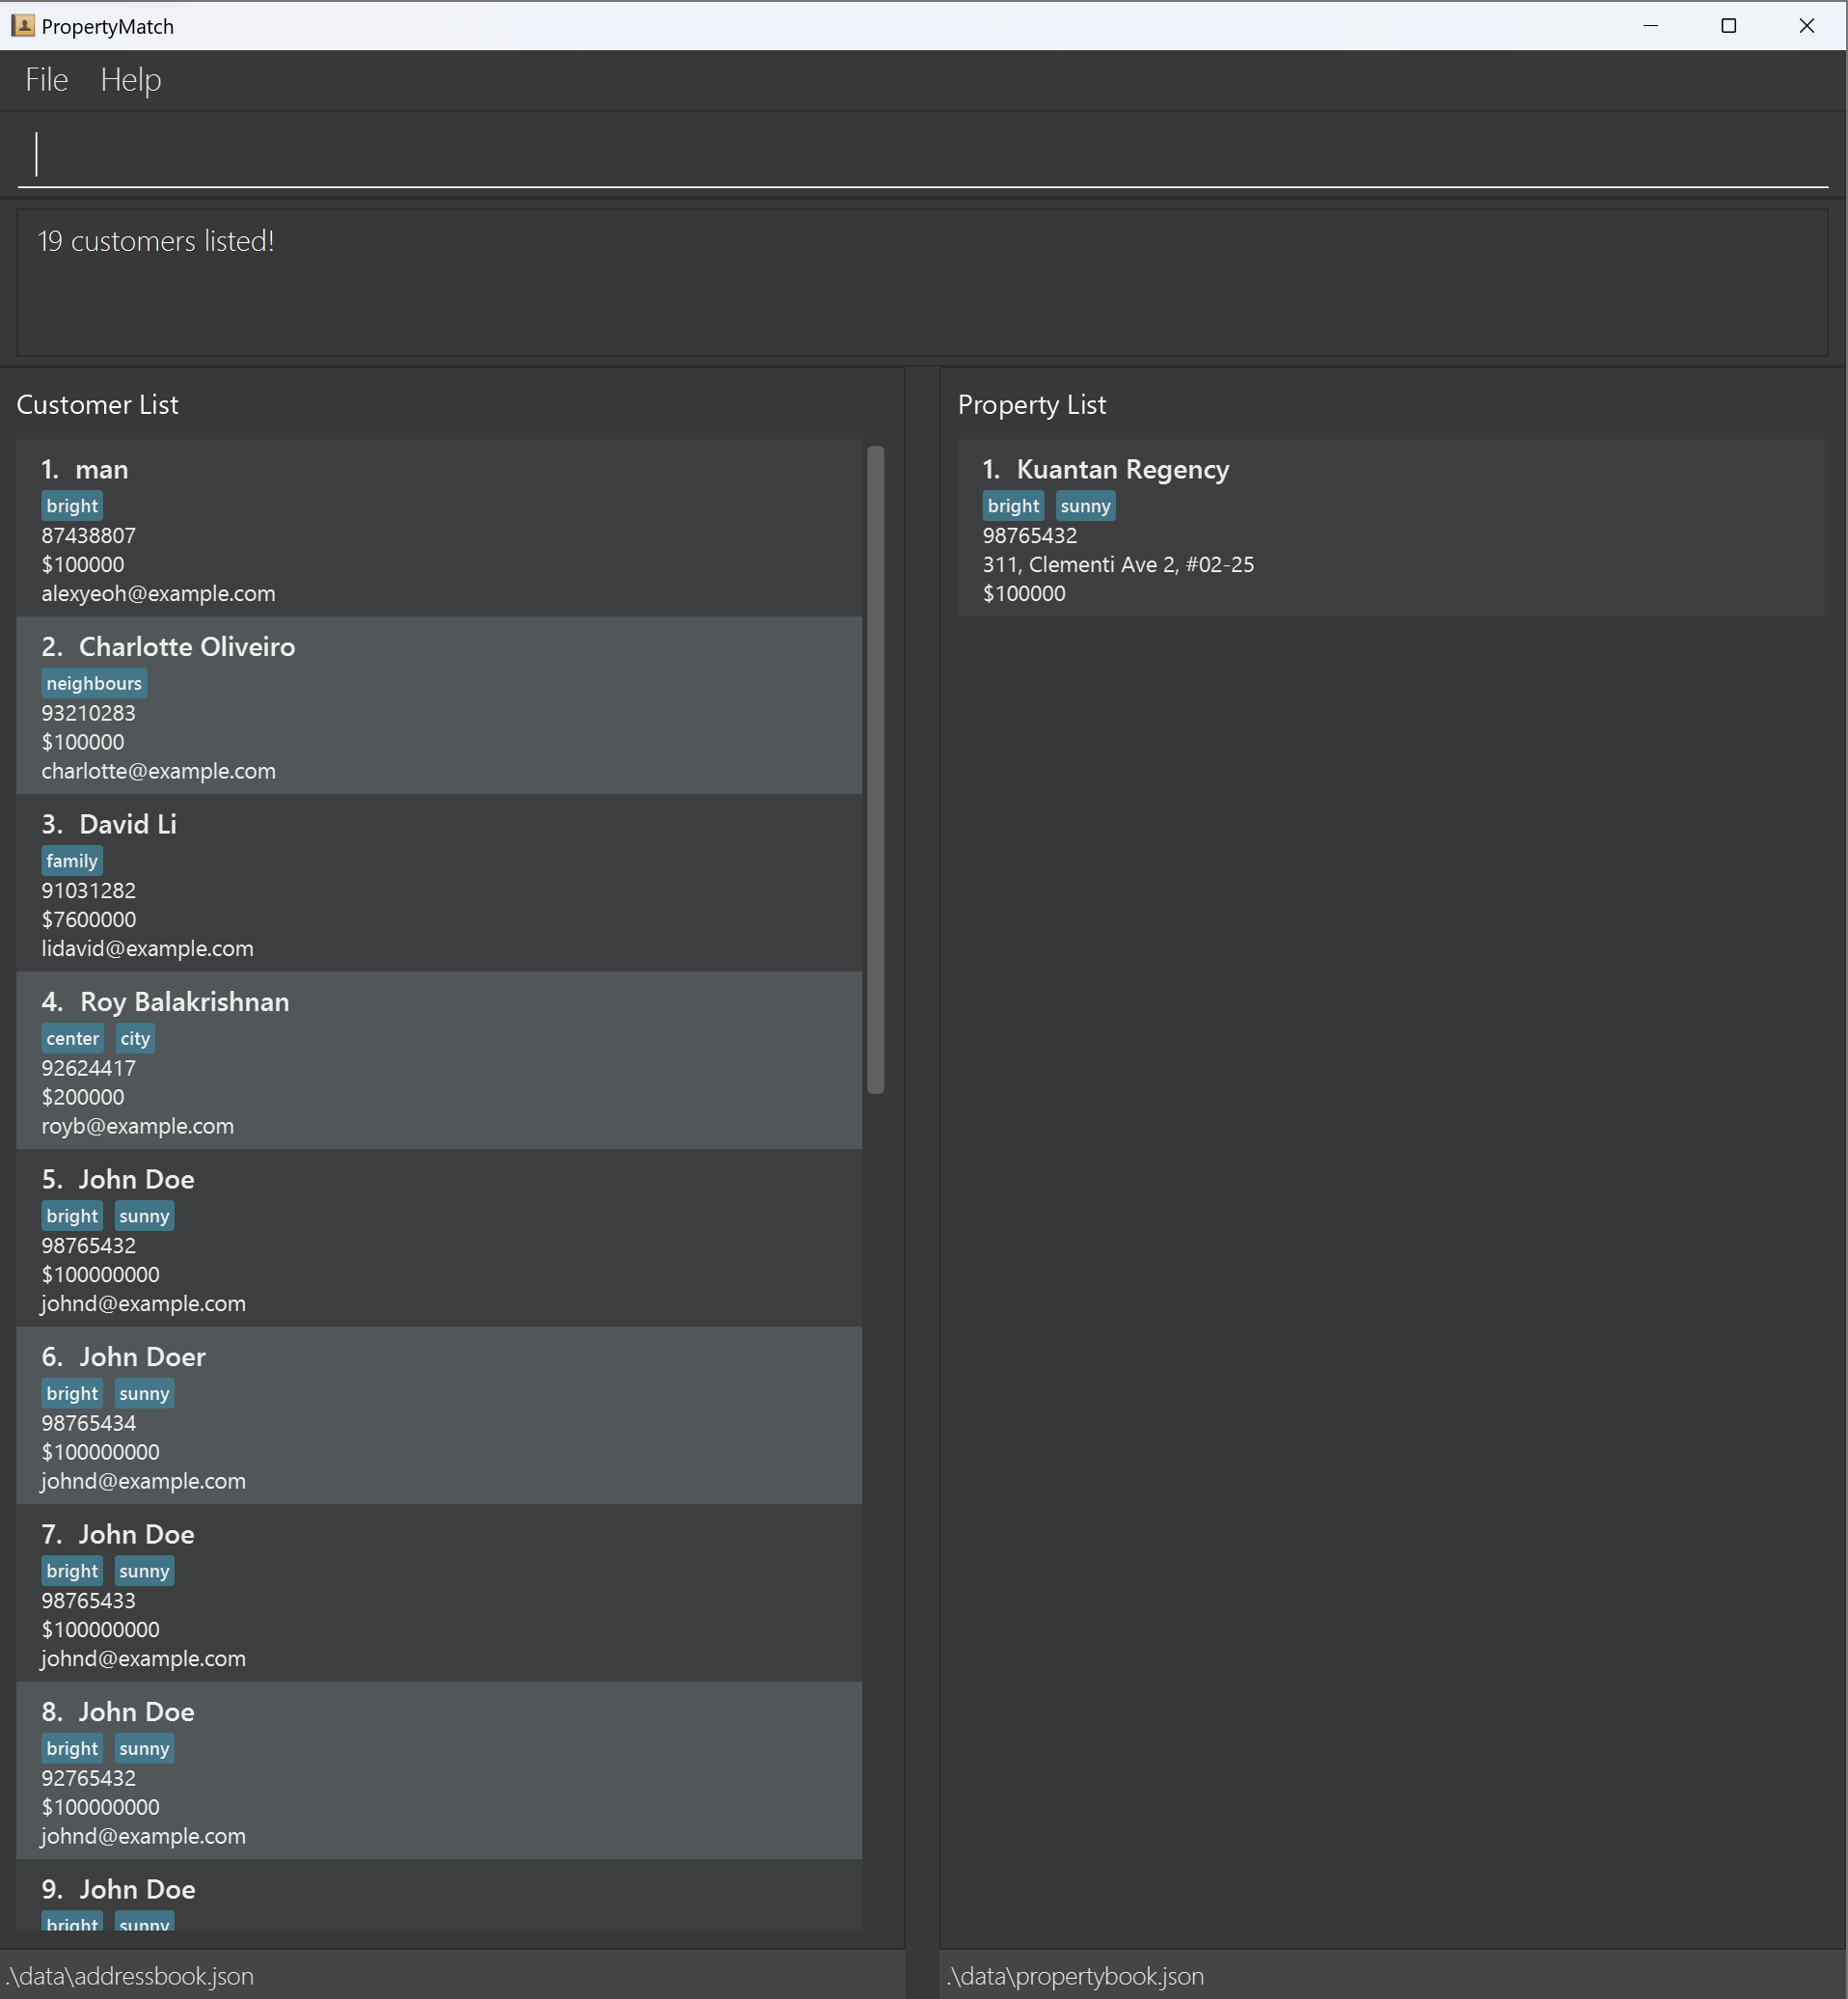 PropertyMatch
File Help
19 customers listed!
Customer List
1. man
bright
87438807
$100000
alexyeoh@example.com
2. Charlotte Oliveiro
neighbours
93210283
$100000
charlotte@example.com
3. David Li
family
91031282
$7600000
lidavid@example.com
4. Roy Balakrishnan
center city
92624417
$200000
royb@example.com
5. John Doe
bright sunny
98765432
$100000000
johnd@example.com
6. John Doer
bright sunny
98765434
$100000000
johnd@example.com
7. John Doe
bright sunny
98765433
$100000000
johnd@example.com
8. John Doe
bright sunny
92765432
$100000000
johnd@example.com
9. John Doe
bright sunny
.\data\addressbook.json
Property List
1. Kuantan Regency
bright sunny
98765432
311, Clementi Ave 2, #02-25
$100000
.\data\propertybook.json